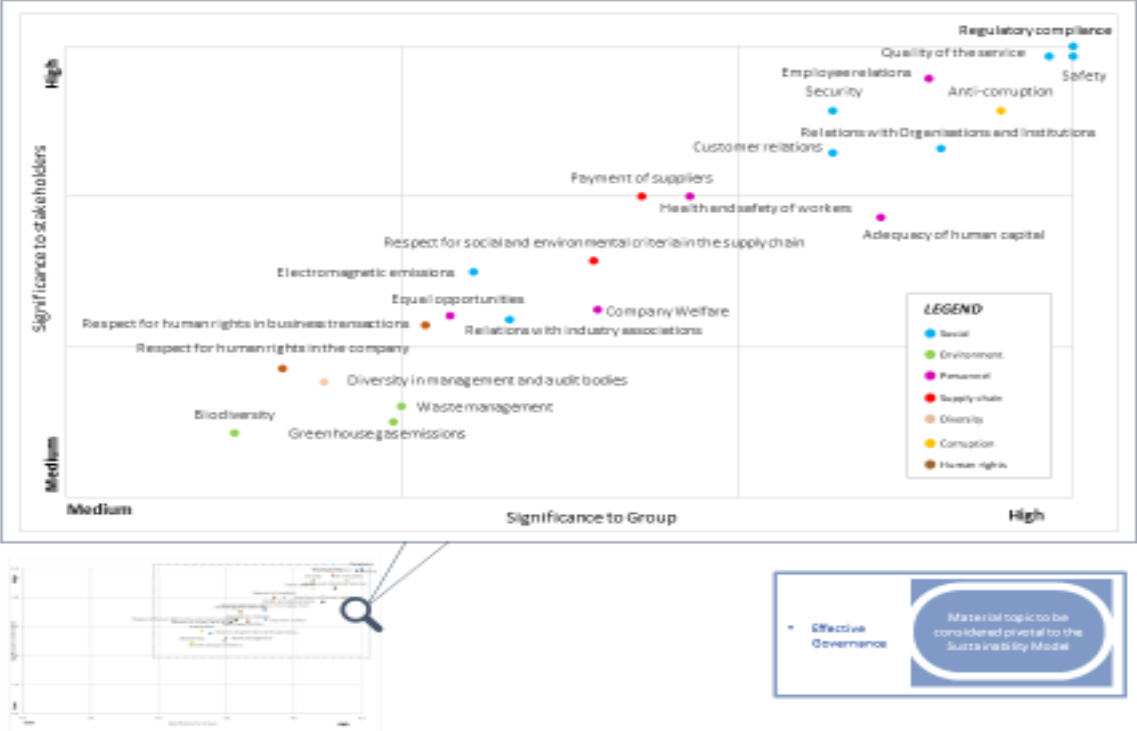 Regulatory compliance
Quality of the service
Safety
Employee relations
Security
Anti-corruption
Relations with Organisations and Institutions
Customer relations
Payment of suppliers
Health and safety of workers
Adequacy of human capital
Respect for social and environmental criteria in the supply chain
Electromagnetic emissions
Equal opportunities
Company Welfare
Respect for human rights in business transactions
Relations with industry associations
Respect for human rights in the company
Diversity in management and audit bodies
Waste management
Biodiversity
Greenhouse gas emissions
High
Significance to stakeholders
Medium
Medium
Significance to Group
High
LEGEND
Social
Environment
Personnel
Supply chain
Diversity
Corruption
Human rights
• Effective
Governance
Material topic to be
considered pivotal to the
Sustainability Model